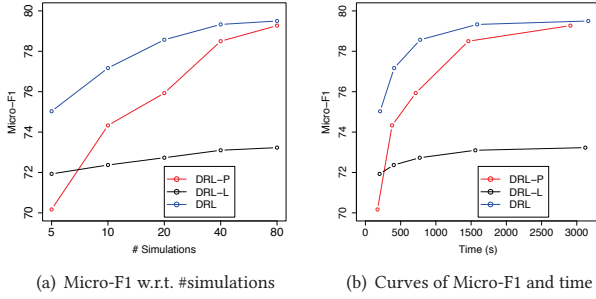 80
78
76
74
72
70
Micro−F1
DRL−P
DRL−L
DRL
5
10
20
40
80
# Simulations
(a) Micro-F1 w.r.t. #simulations
80
78
76
74
72
70
Micro−F1
DRL−P
DRL−L
DRL
0
500
1000
1500
2000
2500
3000
Time (s)
(b) Curves of Micro-F1 and time